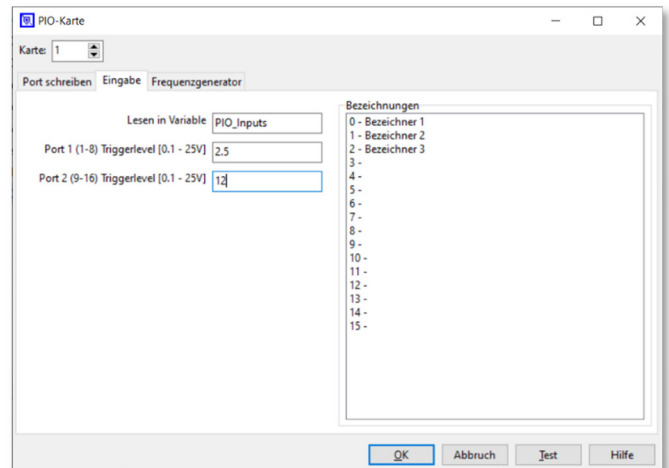 PIO-Karte
Karte: 1
Port schreiben Eingabe Frequenzgenerator
Lesen in Variable PIO_Inputs
Port 1 (1-8) Triggerlevel [0.1 - 25V] 2.5
Port 2 (9-16) Triggerlevel [0.1 - 25V] 12
Bezeichnungen
0 - Bezeichner 1
1 - Bezeichner 2
2 - Bezeichner 3
3 -
4 -
5 -
6 -
7 -
8 -
9 -
10 -
11 -
12 -
13 -
14 -
15 -
OK Abbruch Test Hilfe